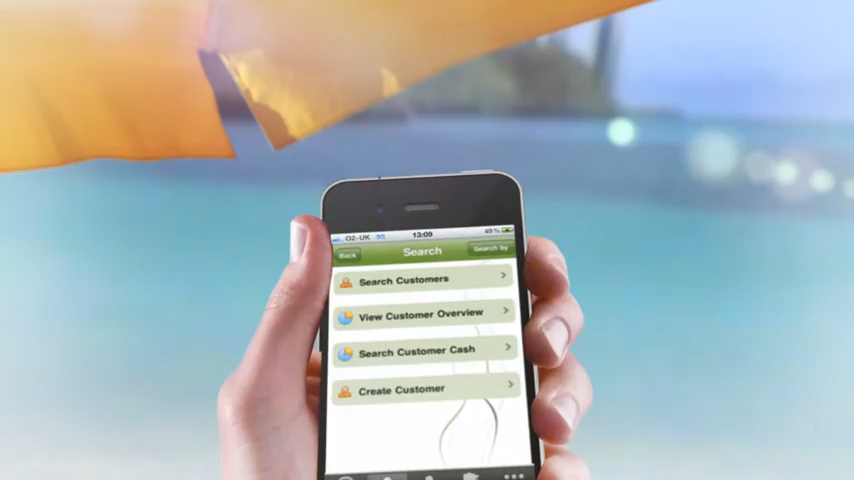 O2-UK 3G 13:09 49%
Back Search Search by
Search Customers
View Customer Overview
Search Customer Cash
Create Customer